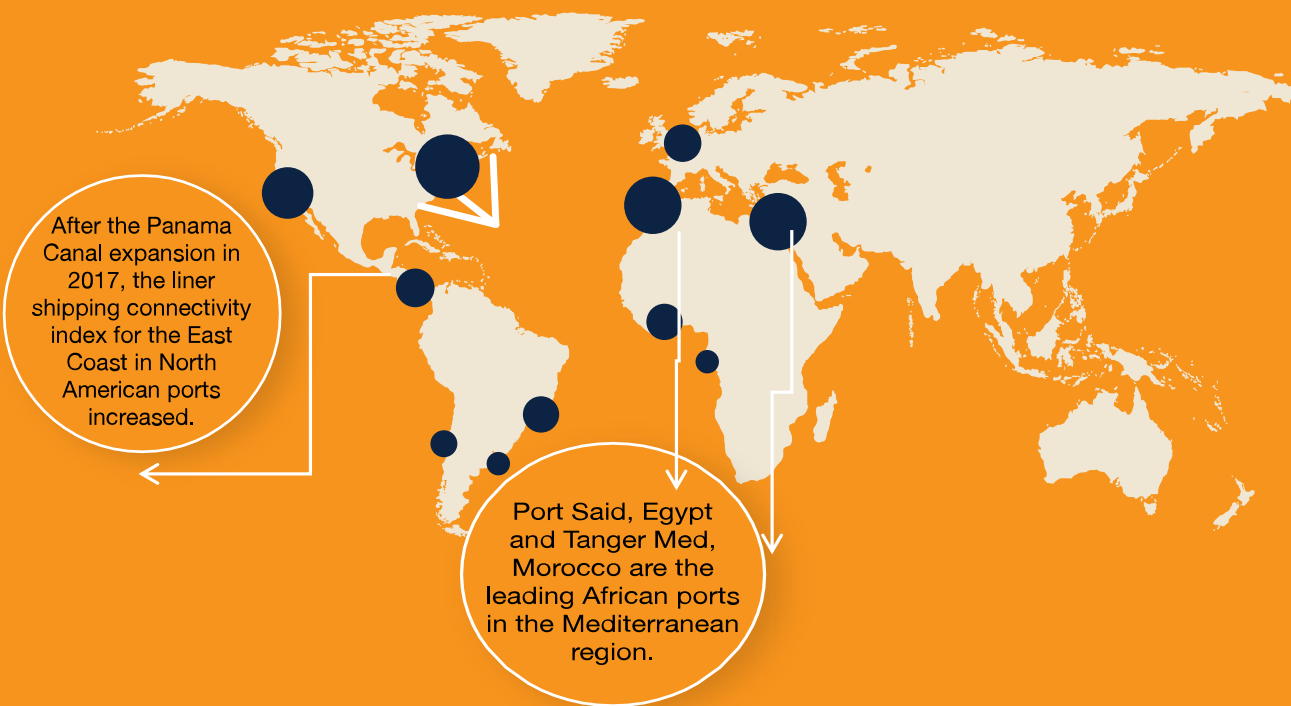 After the Panama
Canal expansion in
2017, the liner
shipping connectivity
index for the East
Coast in North
American ports
increased.
Port Said, Egypt
and Tanger Med,
Morocco are the
leading African ports
in the Mediterranean
region.